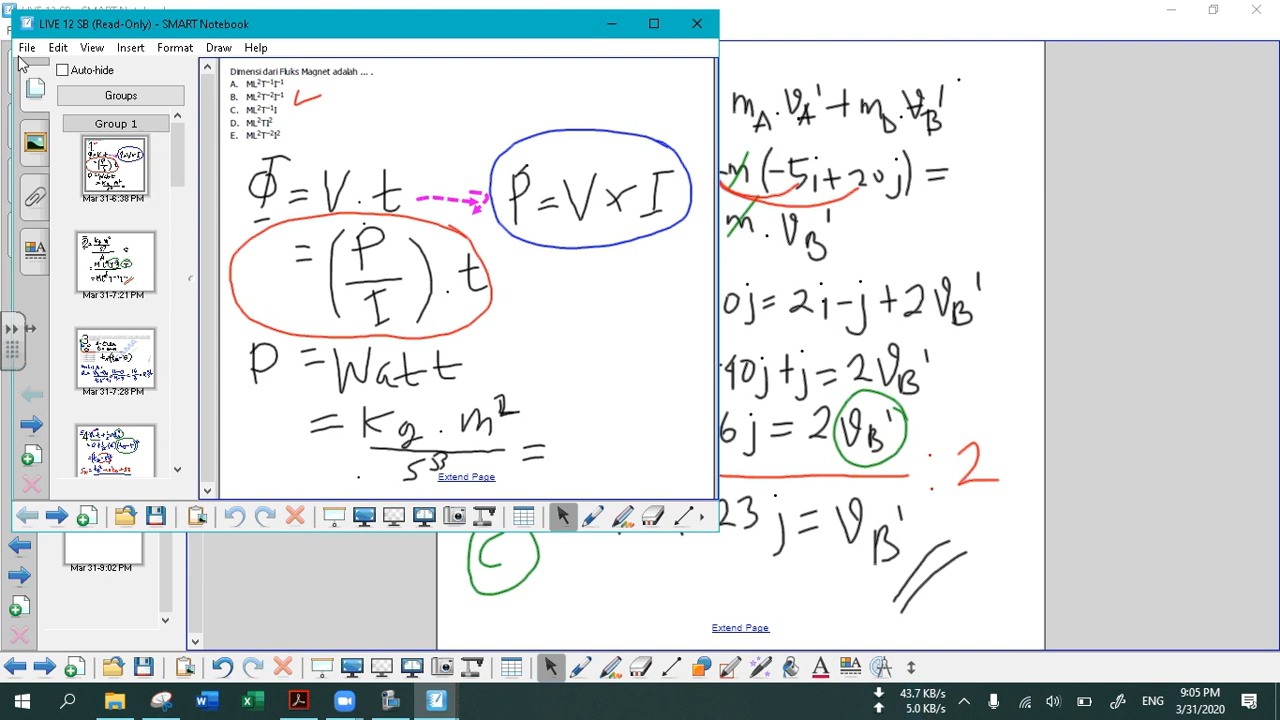 LIVE 12 SB (Read-Only) - SMART Notebook
File Edit View Insert Format Draw Help
Auto-hide
Groups
Group 1
Mar 31-6:38 PM
Mar 31-7:21 PM
Mar 31-7:28 PM
Dimensi dari Fluks Magnet adalah ... .
A. ML²T⁻¹I⁻¹
B. ML²T⁻²I⁻¹
C. ML²T⁻¹I
D. ML²TI²
E. ML²T⁻²I²
Φ = V . t
P = V x I
= (P/I) . t
P = Watt
= Kg . m² / s³ =
Extend Page
m_A . v_A' + m_B . v_B'
-m (-5i + 20j) =
m . v_B'
0j = 2i - j + 2v_B'
40j + j = 2v_B'
6j = 2v_B'
: 2
23j = v_B'
C
Extend Page
31-9:02 PM
43.7 KB/s
5.0 KB/s
ENG
9:05 PM
3/31/2020